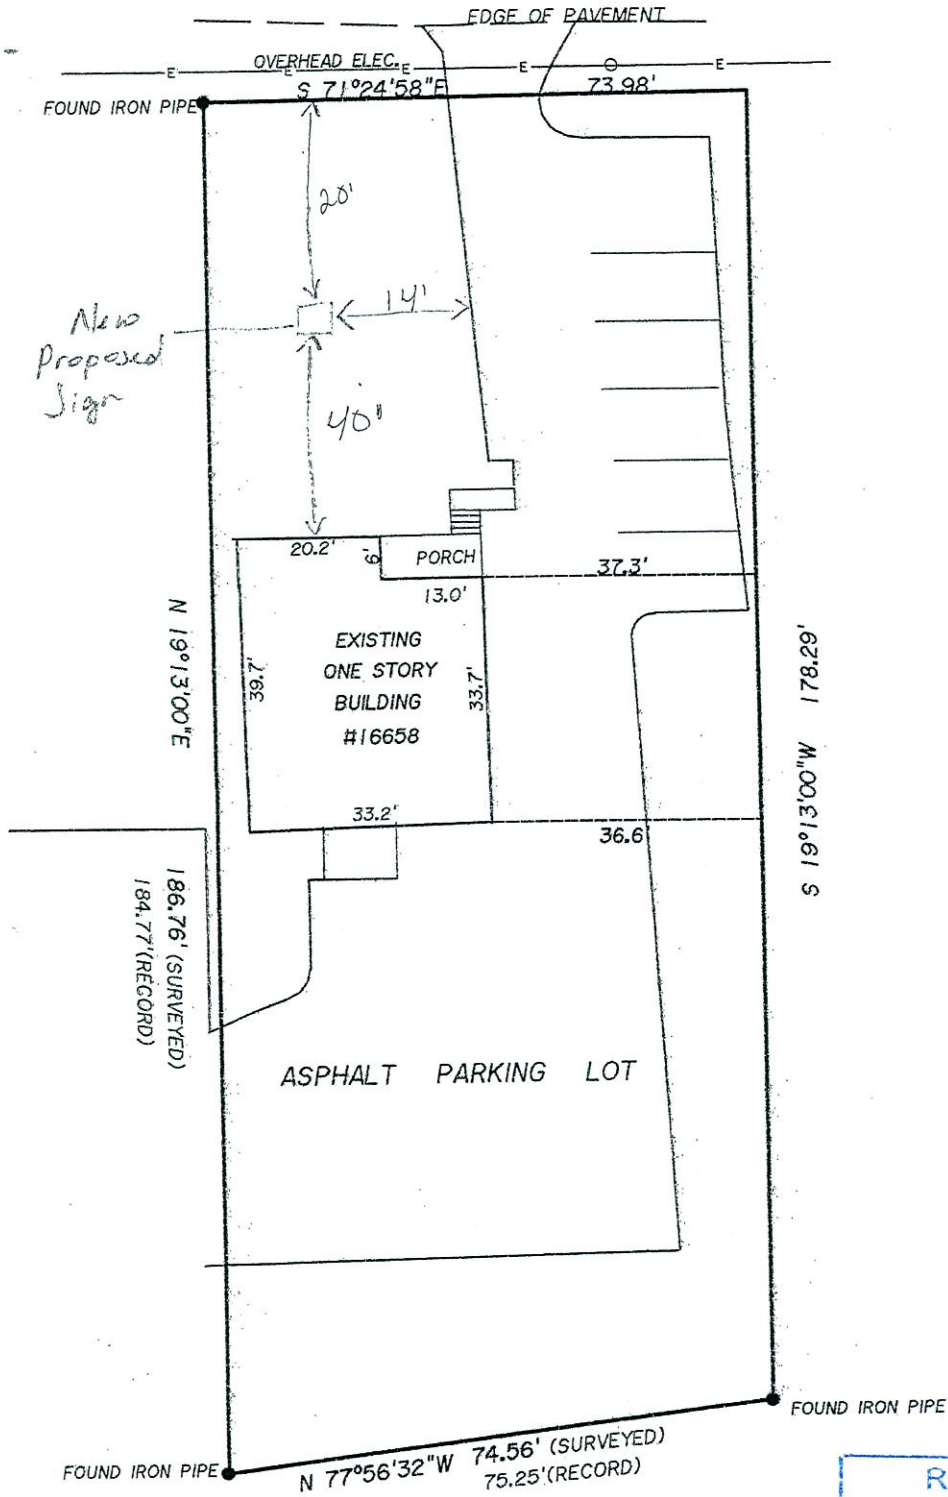 EDGE OF PAVEMENT
OVERHEAD ELEC.
E E E E E
S 71°24'58"E 73.98'
FOUND IRON PIPE
20'
14'
New
Proposed
Sign
40'
20.2'
6'
PORCH
13.0'
37.3'
EXISTING
ONE STORY
BUILDING
#16658
39.7'
33.7'
33.2'
36.6
N 19°13'00"E
186.76' (SURVEYED)
184.77'(RECORD)
S 19°13'00"W 178.29'
ASPHALT PARKING LOT
FOUND IRON PIPE
FOUND IRON PIPE
N 77°56'32"W 74.56' (SURVEYED)
75.25'(RECORD)
R